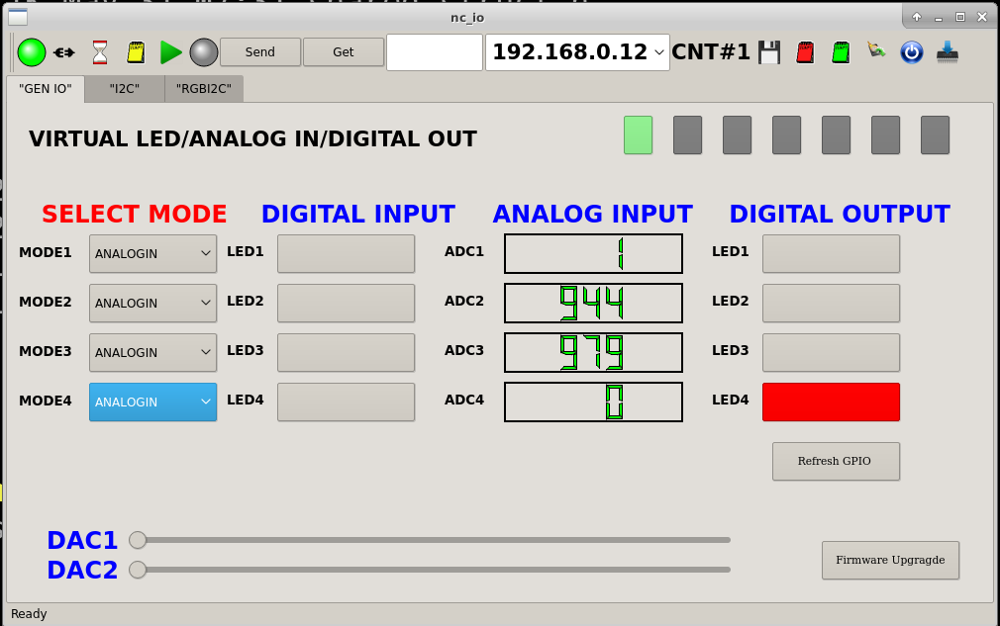 nc_io
Send Get 192.168.0.12 CNT#1
"GEN IO" "I2C" "RGBI2C"
VIRTUAL LED/ANALOG IN/DIGITAL OUT
SELECT MODE DIGITAL INPUT ANALOG INPUT DIGITAL OUTPUT
MODE1 ANALOGIN LED1 ADC1 1 LED1
MODE2 ANALOGIN LED2 ADC2 944 LED2
MODE3 ANALOGIN LED3 ADC3 979 LED3
MODE4 ANALOGIN LED4 ADC4 0 LED4
Refresh GPIO
DAC1
DAC2
Firmware Upgragde
Ready